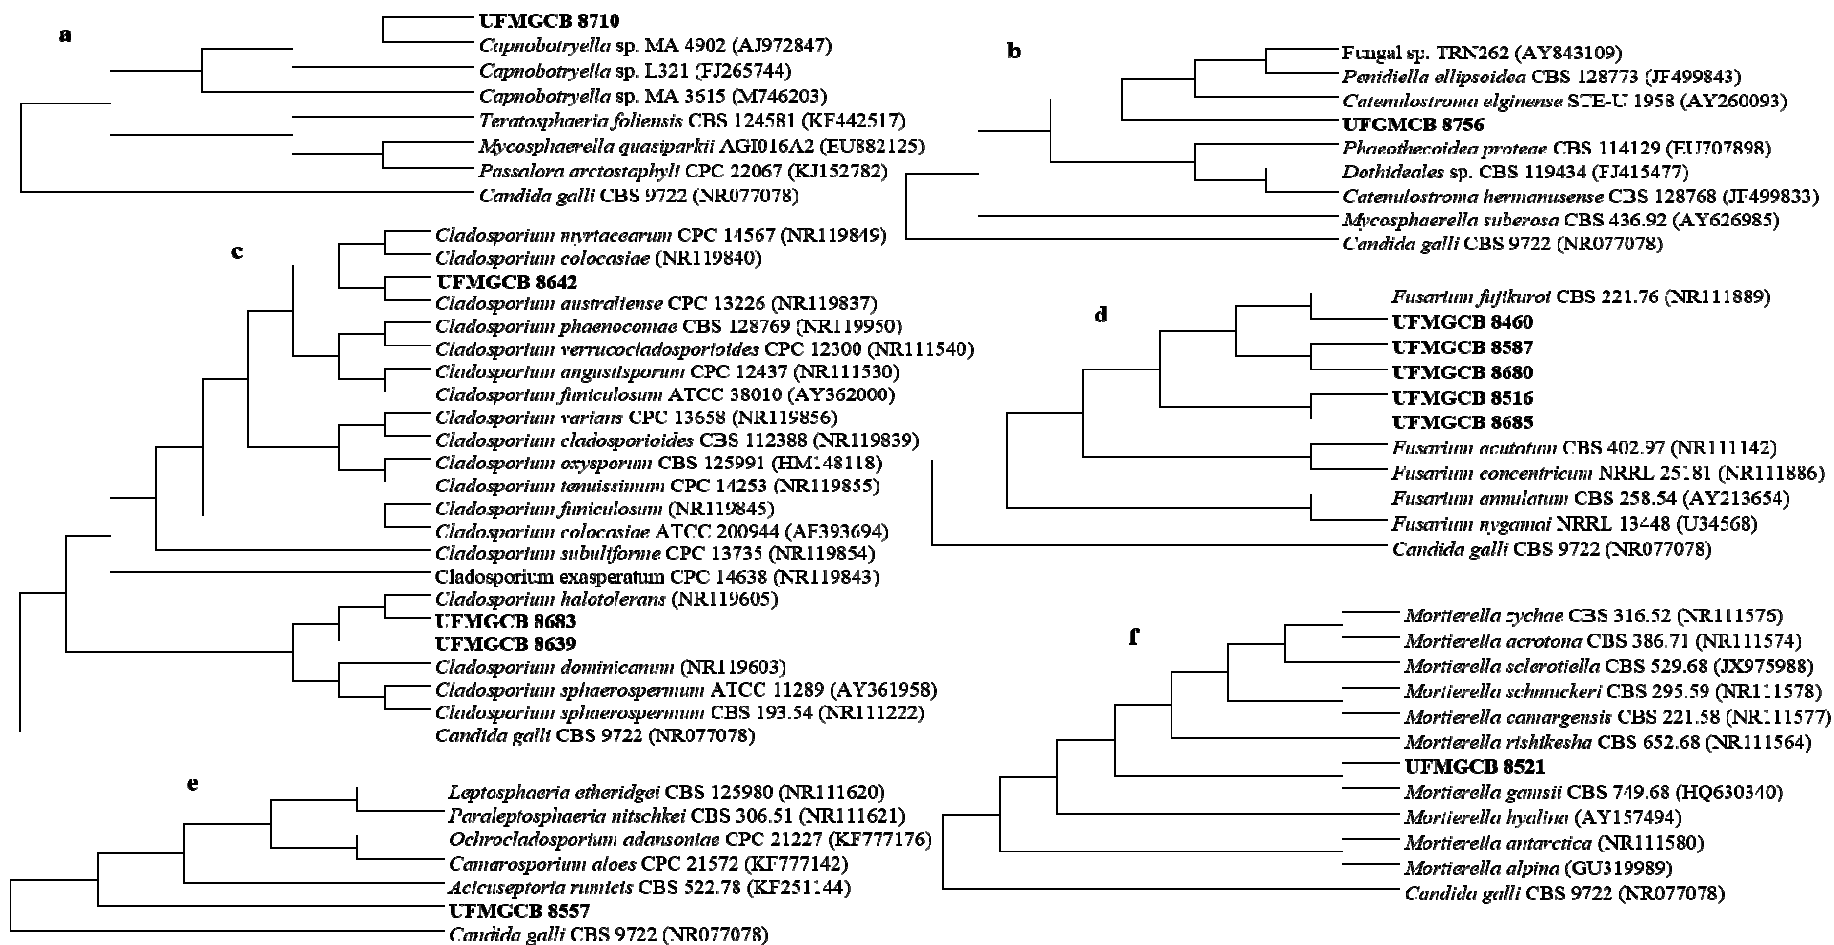 a
UFMGCB 8710
Capnobotryella sp. MA 4902 (AJ972847)
Capnobotryella sp. L321 (FJ265744)
Capnobotryella sp. MA 3615 (M746203)
Teratosphaeria foliensis CBS 124581 (KF442517)
Mycosphaerella quasiparkii AGI016A2 (EU882125)
Passalora arctostaphyli CPC 22067 (KJ152782)
Candida galli CBS 9722 (NR077078)
b
Fungal sp. TRN262 (AY843109)
Penidiella ellipsoidea CBS 128773 (JF499843)
Catenulostroma elginense STE-U 1958 (AY260093)
UFGMCB 8756
Phaeothecoidea proteae CBS 114129 (EU707898)
Dothideales sp. CBS 119434 (FJ415477)
Catenulostroma hermanusense CBS 128768 (JF499833)
Mycosphaerella suberosa CBS 436.92 (AY626985)
Candida galli CBS 9722 (NR077078)
c
Cladosporium myrtacearum CPC 14567 (NR119849)
Cladosporium colocasiae (NR119840)
UFMGCB 8642
Cladosporium australiense CPC 13226 (NR119837)
Cladosporium phaenocomae CBS 128769 (NR119950)
Cladosporium verrucocladosporioides CPC 12300 (NR111540)
Cladosporium angustisporum CPC 12437 (NR111530)
Cladosporium funiculosum ATCC 38010 (AY362000)
Cladosporium varians CPC 13658 (NR119856)
Cladosporium cladosporioides CBS 112388 (NR119839)
Cladosporium oxysporum CBS 125991 (HM148118)
Cladosporium tenuissimum CPC 14253 (NR119855)
Cladosporium funiculosum (NR119845)
Cladosporium colocasiae ATCC 200944 (AF393694)
Cladosporium subuliforme CPC 13735 (NR119854)
Cladosporium exasperatum CPC 14638 (NR119843)
Cladosporium halotolerans (NR119605)
UFMGCB 8683
UFMGCB 8639
Cladosporium dominicanum (NR119603)
Cladosporium sphaerospermum ATCC 11289 (AY361958)
Cladosporium sphaerospermum CBS 193.54 (NR111222)
Candida galli CBS 9722 (NR077078)
d
Fusarium fujikuroi CBS 221.76 (NR111889)
UFMGCB 8460
UFMGCB 8587
UFMGCB 8680
UFMGCB 8516
UFMGCB 8685
Fusarium acutatum CBS 402.97 (NR111142)
Fusarium concentricum NRRL 25181 (NR111886)
Fusarium annulatum CBS 258.54 (AY213654)
Fusarium nygamai NRRL 13448 (U34568)
Candida galli CBS 9722 (NR077078)
e
Leptosphaeria etheridgei CBS 125980 (NR111620)
Paraleptosphaeria nitschkei CBS 306.51 (NR111621)
Ochrocladosporium adansoniae CPC 21227 (KF777176)
Camarosporium aloes CPC 21572 (KF777142)
Acicuseptoria rumicis CBS 522.78 (KF251144)
UFMGCB 8557
Candida galli CBS 9722 (NR077078)
f
Mortierella zychae CBS 316.52 (NR111576)
Mortierella acrotona CBS 386.71 (NR111574)
Mortierella sclerotiella CBS 529.68 (JX975988)
Mortierella schmuckeri CBS 295.59 (NR111578)
Mortierella camargensis CBS 221.58 (NR111577)
Mortierella rishikesha CBS 652.68 (NR111564)
UFMGCB 8521
Mortierella gamsii CBS 749.68 (HQ630340)
Mortierella hyalina (AY157494)
Mortierella antarctica (NR111580)
Mortierella alpina (GU319989)
Candida galli CBS 9722 (NR077078)